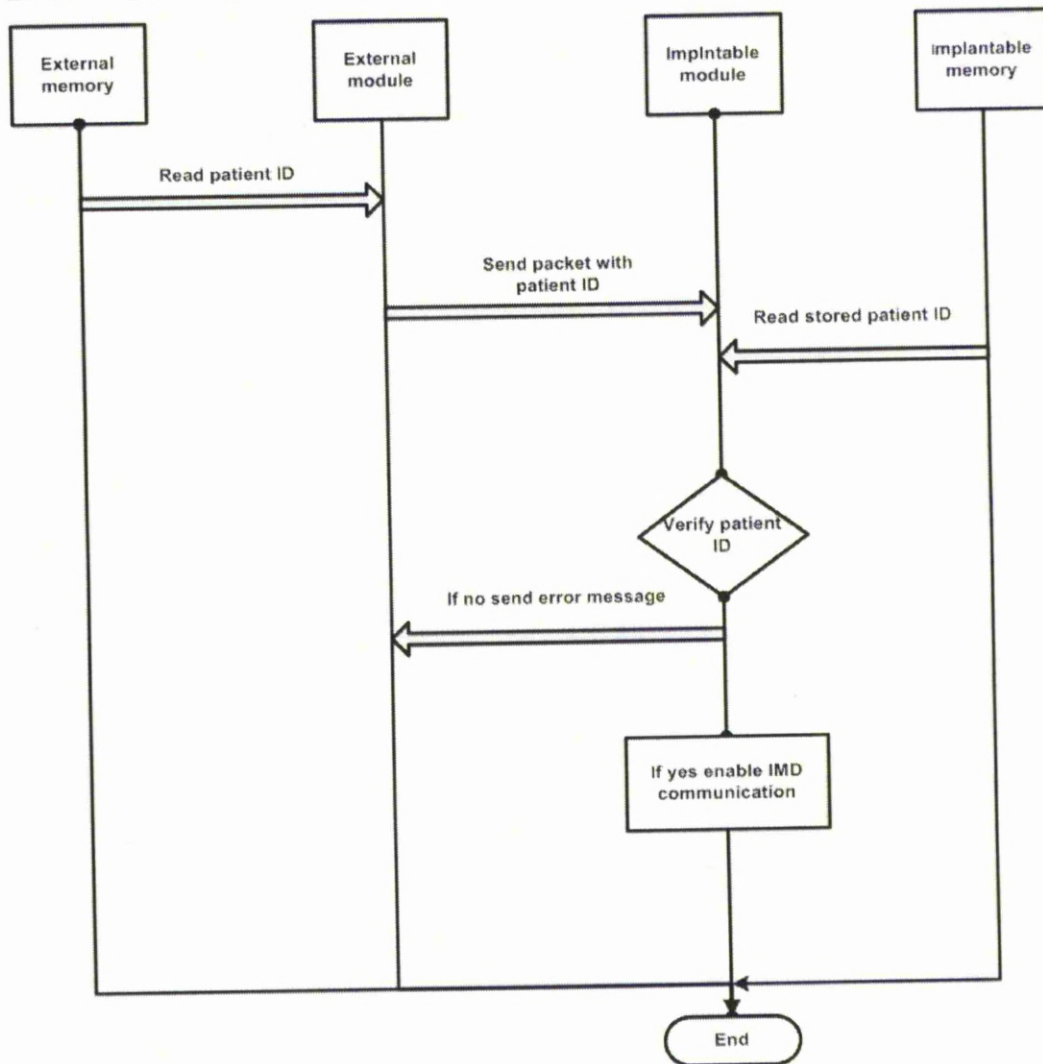 External
memory
External
module
Implntable
module
Implantable
memory
Read patient ID
Send packet with
patient ID
Read stored patient ID
Verify patient
ID
If no send error message
If yes enable IMD
communication
End